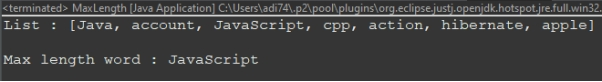 <terminated> MaxLength [Java Application] C:\Users\adi74\.p2\pool\plugins\org.eclipse.justj.openjdk.hotspot.jre.full.win32.
List : [Java, account, JavaScript, cpp, action, hibernate, apple]
Max length word : JavaScript